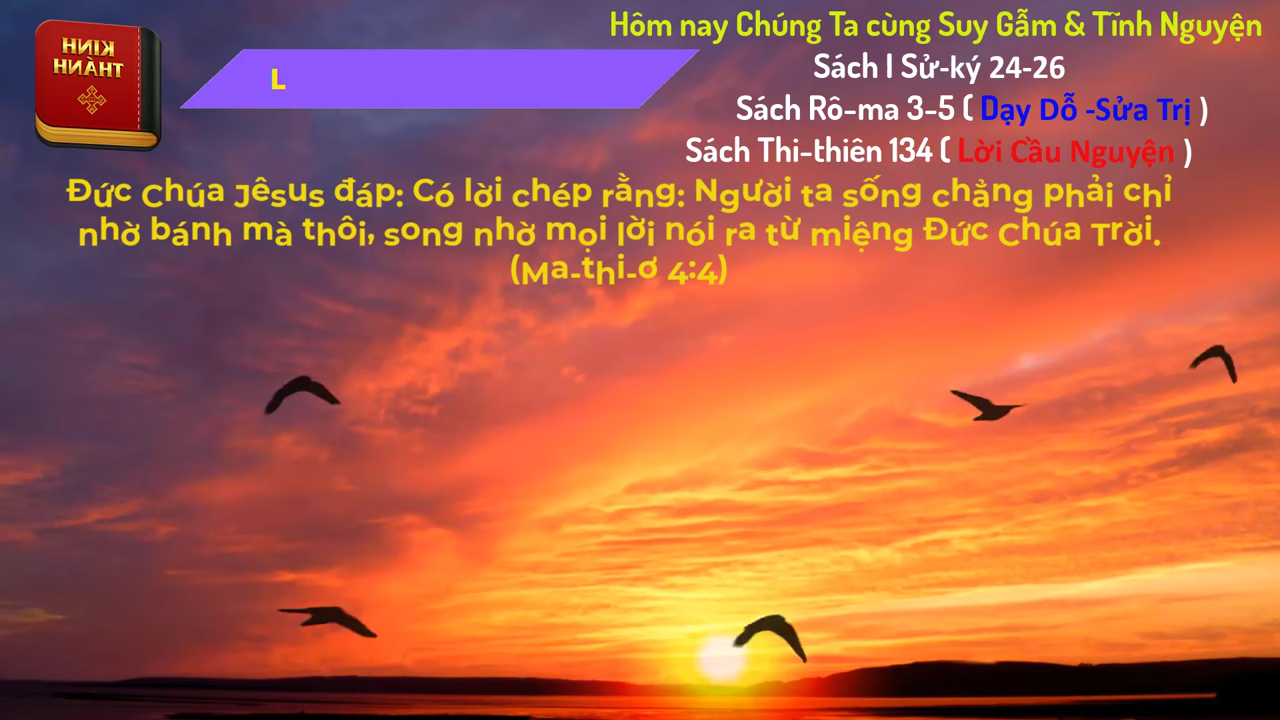 KINH
THÀNH
L
Hôm nay Chúng Ta cùng Suy Gẫm & Tĩnh Nguyện
Sách I Sử-ký 24-26
Sách Rô-ma 3-5 ( Dạy Dỗ -Sửa Trị )
Sách Thi-thiên 134 ( Lời Cầu Nguyện )
Đức Chúa Jêsus đáp: Có lời chép rằng: Người ta sống chẳng phải chỉ
nhờ bánh mà thôi, song nhờ mọi lời nói ra từ miệng Đức Chúa Trời.
(Ma-thi-ơ 4:4)